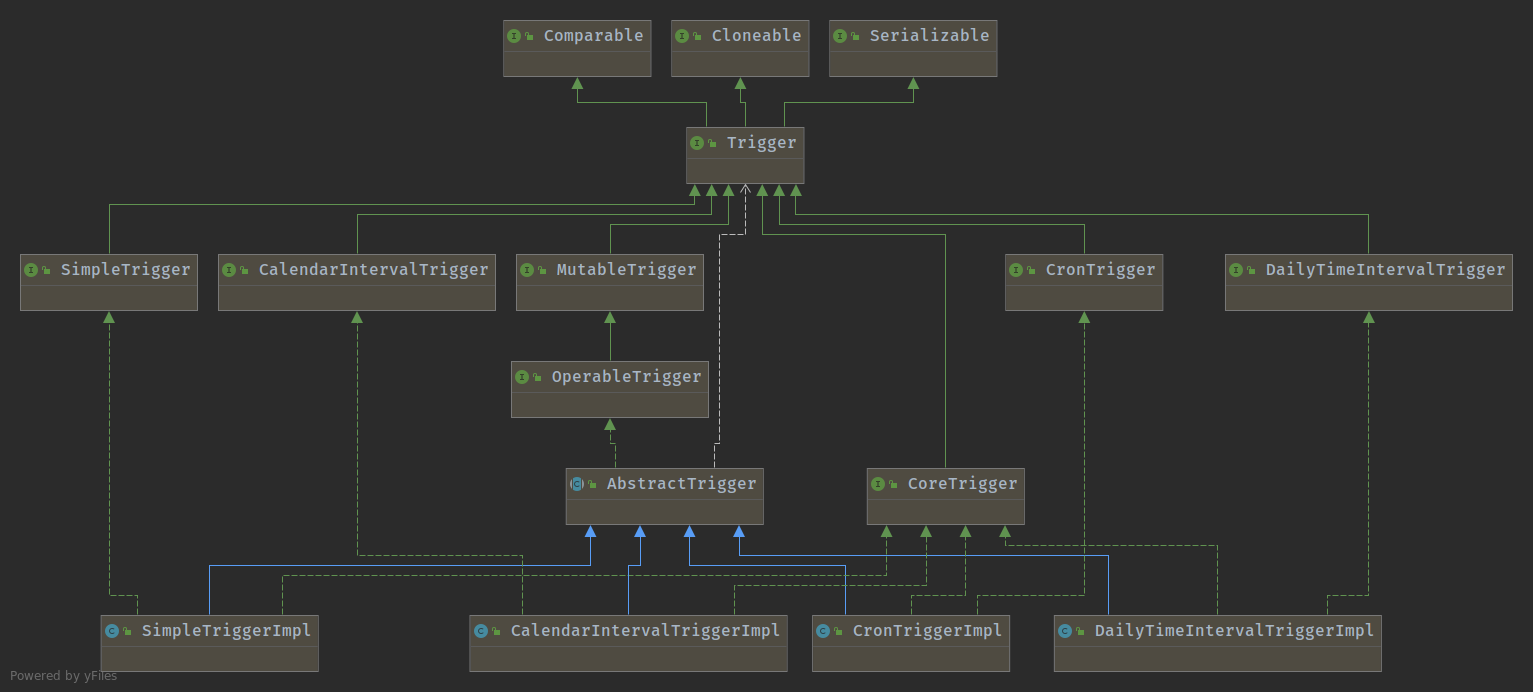 Comparable
Cloneable
Serializable
Trigger
SimpleTrigger
CalendarIntervalTrigger
MutableTrigger
CronTrigger
DailyTimeIntervalTrigger
OperableTrigger
AbstractTrigger
CoreTrigger
SimpleTriggerImpl
CalendarIntervalTriggerImpl
CronTriggerImpl
DailyTimeIntervalTriggerImpl
Powered by yFiles